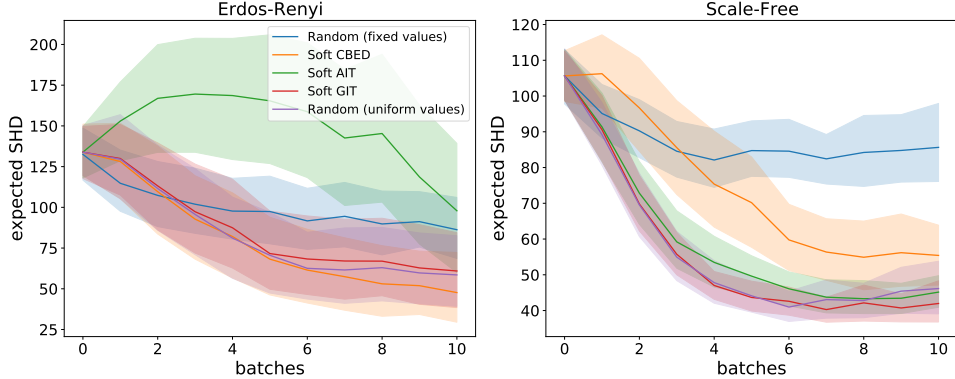 Erdos-Renyi
expected SHD
200
175
150
125
100
75
50
25
Random (fixed values)
Soft CBED
Soft AIT
Soft GIT
Random (uniform values)
0 2 4 6 8 10
batches
Scale-Free
expected SHD
120
110
100
90
80
70
60
50
40
0 2 4 6 8 10
batches